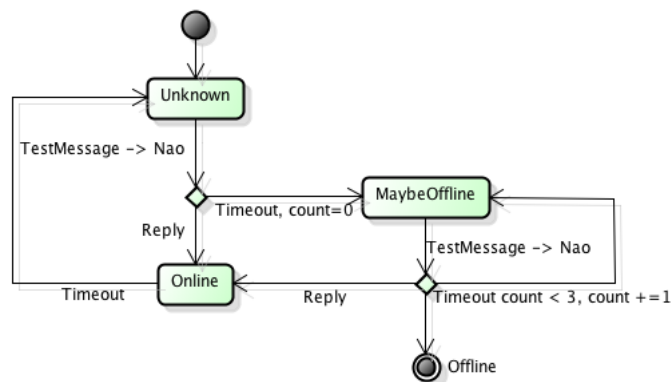 Unknown
TestMessage -> Nao
MaybeOffline
Timeout, count=0
Reply
TestMessage -> Nao
Online
Timeout
Reply
Timeout count < 3, count +=1
Offline